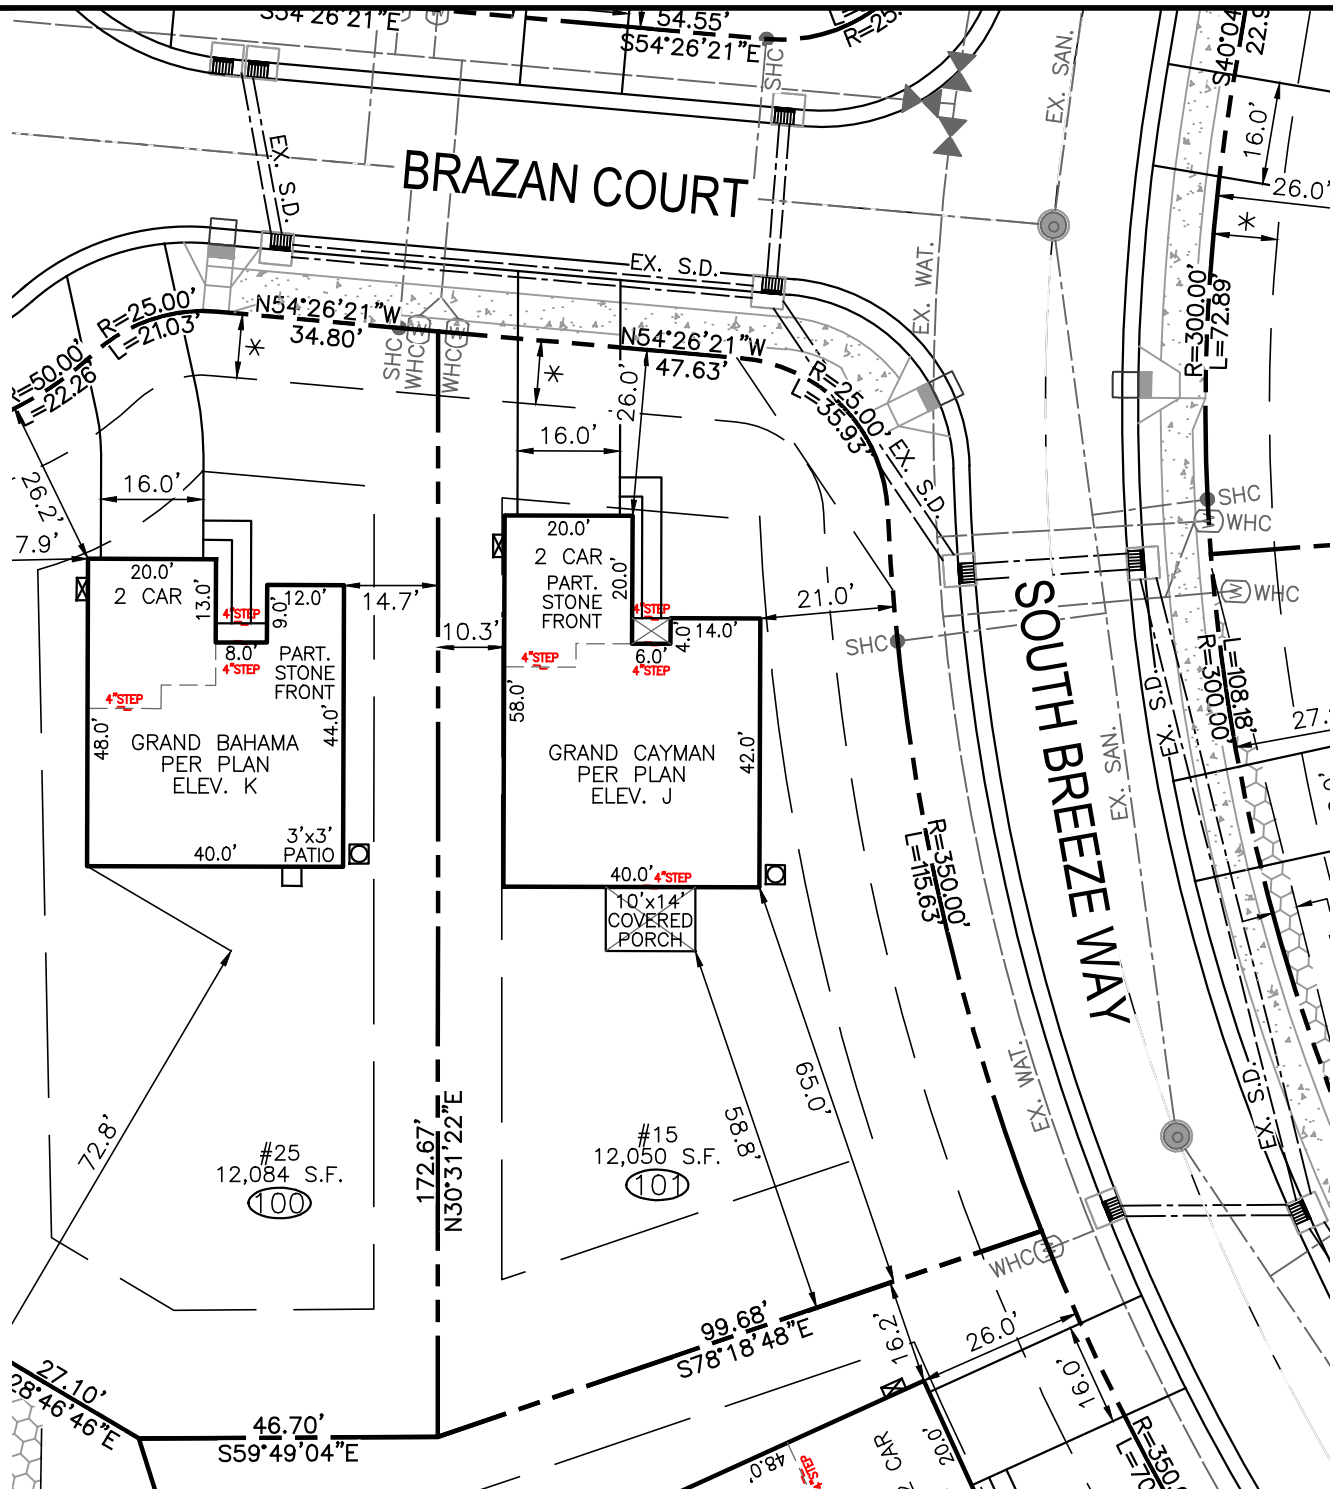 S54°26'21"E
54.55'
S54°26'21"E
SHC
EX. SAN.
S40°04
22.9
16.0'
26.0'
*
EX. S.D.
BRAZAN COURT
EX. WAT.
EX. S.D.
R=25.00'
L=21.03'
N54°26'21"W
34.80'
*
SHC
WHC
WHC
N54°26'21"W
47.63'
*
26.0'
R=25.00'
L=35.93'
EX. S.D.
R=300.00'
L=72.89'
R=50.00'
L=22.26'
26.2'
16.0'
16.0'
SHC
WHC
WHC
7.9'
20.0'
2 CAR
13.0'
4"STEP
9.0'
12.0'
14.7'
8.0'
4"STEP
PART.
STONE
FRONT
4"STEP
48.0'
44.0'
GRAND BAHAMA
PER PLAN
ELEV. K
3'x3'
PATIO
40.0'
20.0'
2 CAR
20.0'
PART.
STONE
FRONT
4"STEP
4.0'
14.0'
6.0'
4"STEP
4"STEP
10.3'
21.0'
SHC
58.0'
42.0'
GRAND CAYMAN
PER PLAN
ELEV. J
40.0'
4"STEP
10'x14'
COVERED
PORCH
SOUTH BREEZE WAY
L=108.18'
R=300.00'
EX. S.D.
EX. S.D.
EX. SAN.
27.
R=350.00'
L=115.63'
EX. WAT.
EX. S.D.
65.0'
58.8'
72.8'
172.67'
N30°31'22"E
#25
12,084 S.F.
100
#15
12,050 S.F.
101
WHC
99.68'
S78°18'48"E
16.2'
26.0'
16.0'
27.10'
28°46'46"E
46.70'
S59°49'04"E
48.0'
4"STEP
CAR
20.0'
R=350.
L=70